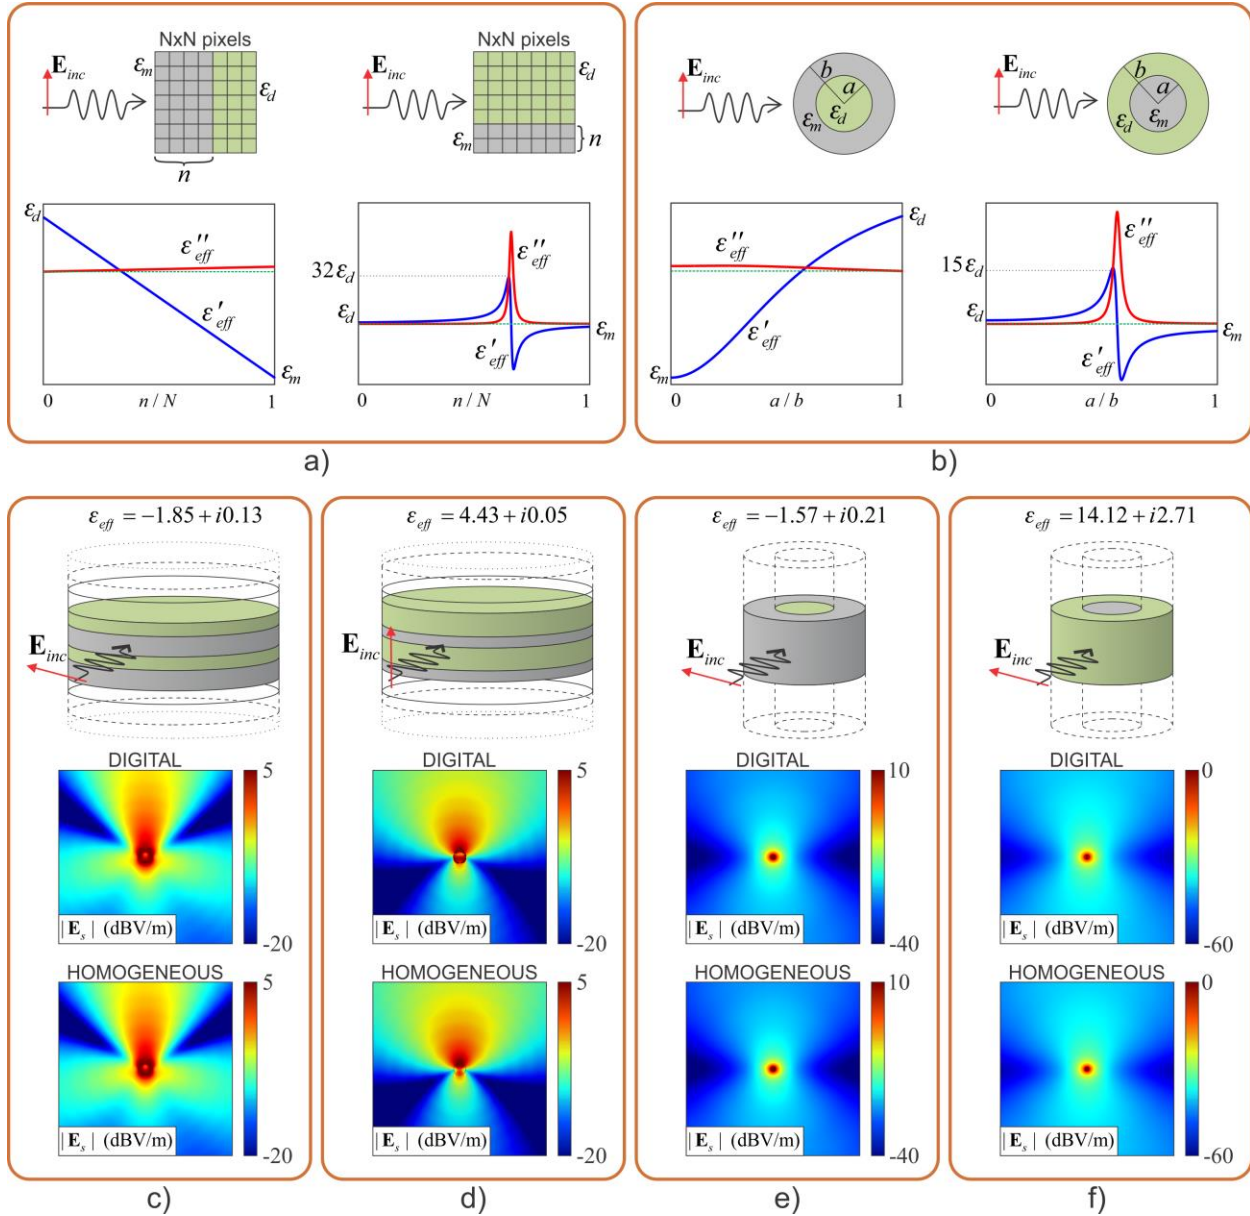 NxN pixels
NxN pixels
E_inc
ε_m
ε_d
n
E_inc
ε_d
ε_m
n
E_inc
b
a
ε_d
ε_m
E_inc
b
a
ε_m
ε_d
ε_d
ε''_eff
ε'_eff
ε_m
0
n / N
1
32ε_d
ε_d
ε''_eff
ε'_eff
ε_m
0
n / N
1
ε_d
ε''_eff
ε'_eff
ε_m
0
a / b
1
15ε_d
ε_d
ε''_eff
ε'_eff
ε_m
0
a / b
1
a)
b)
ε_eff = −1.85 + i0.13
E_inc
DIGITAL
5
|E_s| (dBV/m)
-20
HOMOGENEOUS
5
|E_s| (dBV/m)
-20
c)
ε_eff = 4.43 + i0.05
E_inc
DIGITAL
5
|E_s| (dBV/m)
-20
HOMOGENEOUS
5
|E_s| (dBV/m)
-20
d)
ε_eff = −1.57 + i0.21
E_inc
DIGITAL
10
|E_s| (dBV/m)
-40
HOMOGENEOUS
10
|E_s| (dBV/m)
-40
e)
ε_eff = 14.12 + i2.71
E_inc
DIGITAL
0
|E_s| (dBV/m)
-60
HOMOGENEOUS
0
|E_s| (dBV/m)
-60
f)